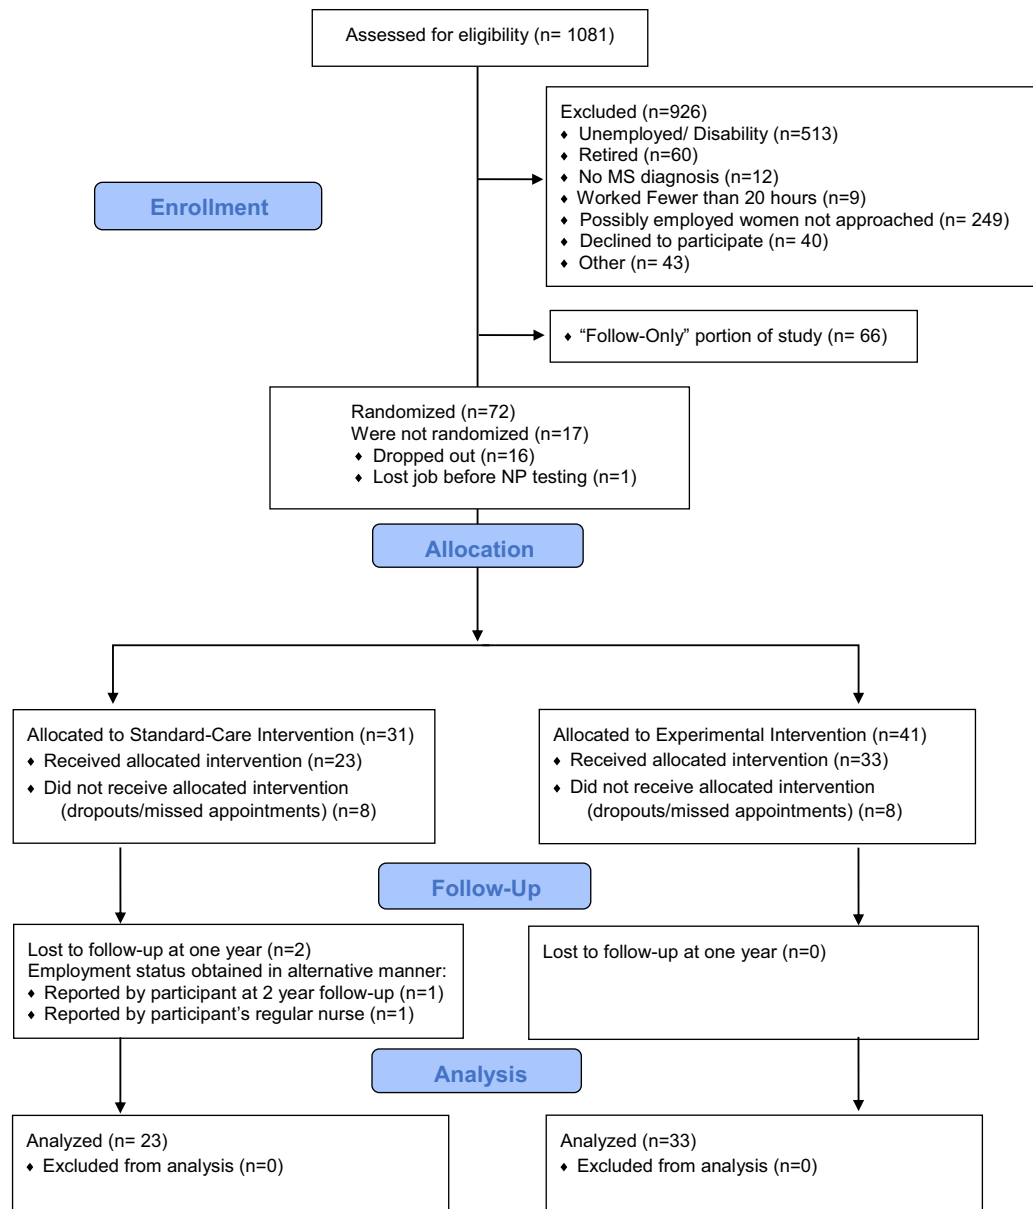 Assessed for eligibility (n= 1081)
Excluded (n=926)
♦ Unemployed/ Disability (n=513)
♦ Retired (n=60)
♦ No MS diagnosis (n=12)
♦ Worked Fewer than 20 hours (n=9)
♦ Possibly employed women not approached (n= 249)
♦ Declined to participate (n= 40)
♦ Other (n= 43)
Enrollment
♦ “Follow-Only” portion of study (n= 66)
Randomized (n=72)
Were not randomized (n=17)
♦ Dropped out (n=16)
♦ Lost job before NP testing (n=1)
Allocation
Allocated to Standard-Care Intervention (n=31)
♦ Received allocated intervention (n=23)
♦ Did not receive allocated intervention
(dropouts/missed appointments) (n=8)
Allocated to Experimental Intervention (n=41)
♦ Received allocated intervention (n=33)
♦ Did not receive allocated intervention
(dropouts/missed appointments) (n=8)
Follow-Up
Lost to follow-up at one year (n=2)
Employment status obtained in alternative manner:
♦ Reported by participant at 2 year follow-up (n=1)
♦ Reported by participant’s regular nurse (n=1)
Lost to follow-up at one year (n=0)
Analysis
Analyzed (n= 23)
♦ Excluded from analysis (n=0)
Analyzed (n=33)
♦ Excluded from analysis (n=0)